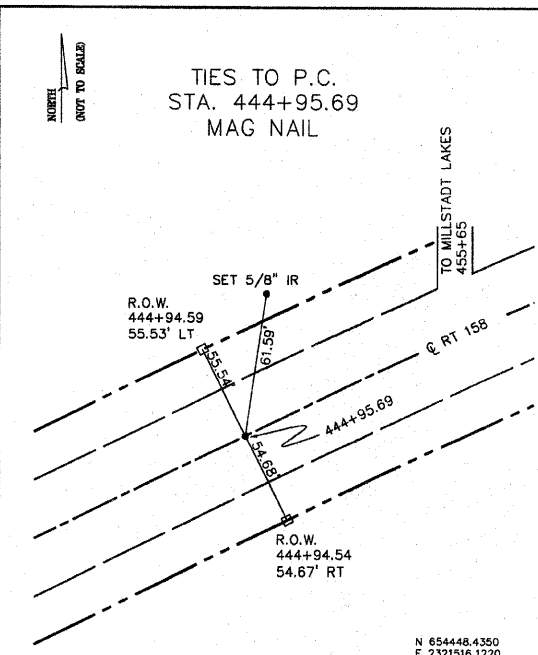 NORTH
(NOT TO SCALE)
TIES TO P.C.
STA. 444+95.69
MAG NAIL
TO MILLSTADT LAKES
455+65
SET 5/8" IR
R.O.W.
444+94.59
55.53' LT
61.59'
55.54'
℄ RT 158
444+95.69
54.68'
R.O.W.
444+94.54
54.67' RT
N 654448.4350
E 2321516.1220